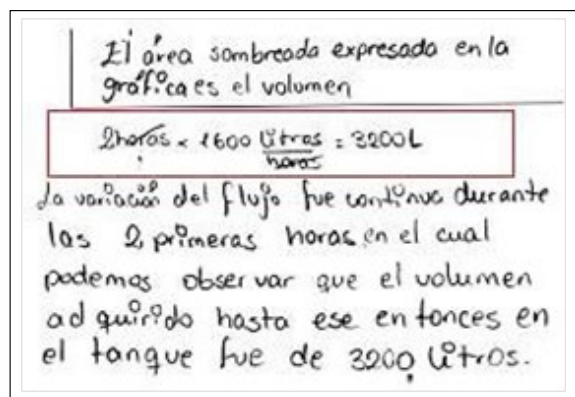 El área sombreada expresada en la
gráfica es el volumen
2horas × 1600 litros/horas = 3200L
La variación del flujo fue continua durante
las 2 primeras horas en el cual
podemos observar que el volumen
adquirido hasta ese entonces en
el tanque fue de 3200 litros.